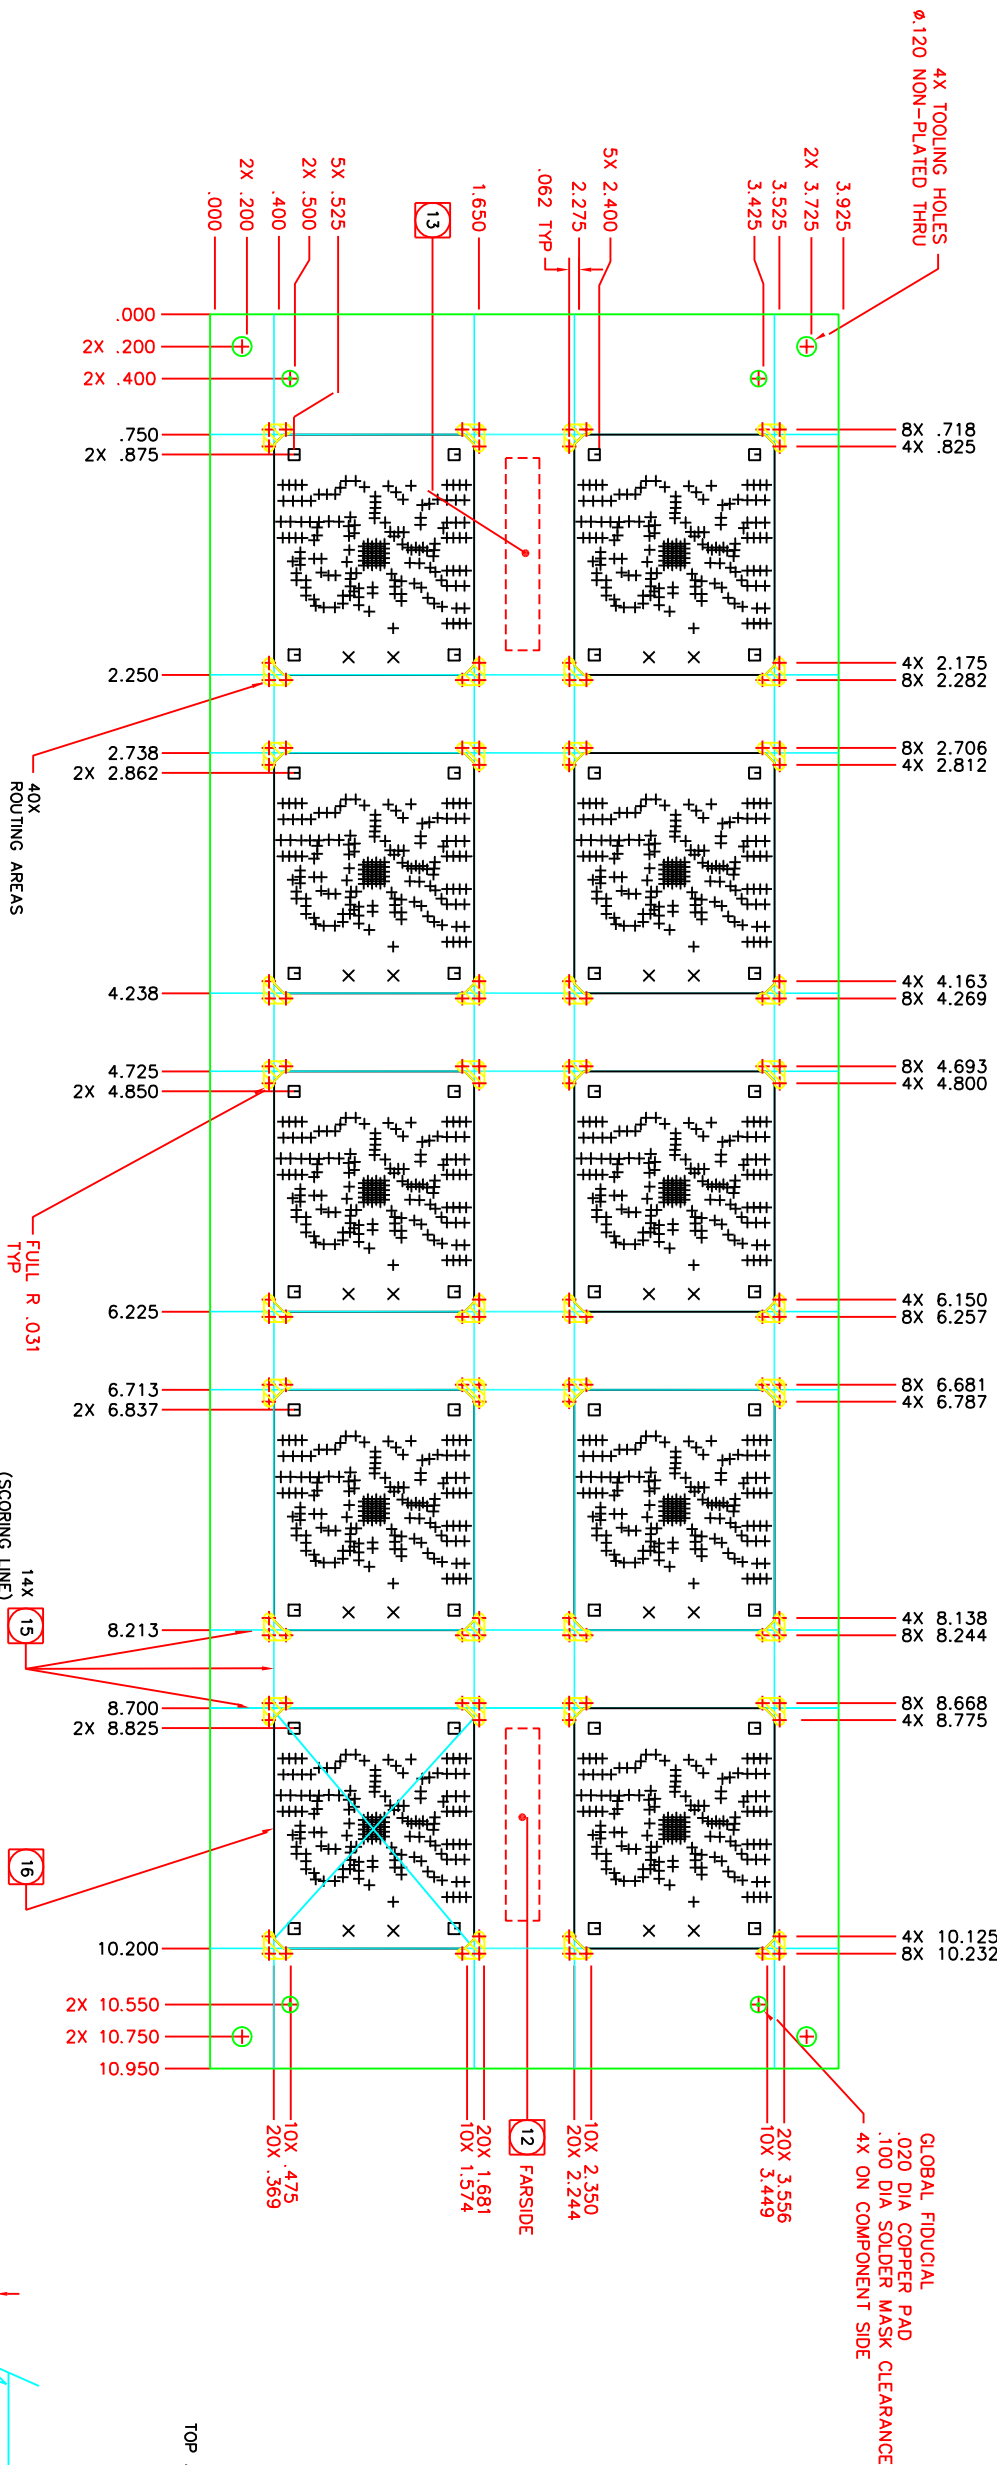 4X TOOLING HOLES
ø.120 NON-PLATED THRU
3.925
2X 3.725
3.525
3.425
5X 2.400
2.275
.062 TYP
1.650
5X .525
2X .500
.400
2X .200
.000
13
.000
2X .200
2X .400
.750
2X .875
2.250
2.738
2X 2.862
4.238
4.725
2X 4.850
6.225
6.713
2X 6.837
8.213
8.700
2X 8.825
10.200
2X 10.550
2X 10.750
10.950
8X .718
4X .825
4X 2.175
8X 2.282
8X 2.706
4X 2.812
4X 4.163
8X 4.269
8X 4.693
4X 4.800
4X 6.150
8X 6.257
8X 6.681
4X 6.787
4X 8.138
8X 8.244
8X 8.668
4X 8.775
4X 10.125
8X 10.232
40X
ROUTING AREAS
FULL R .031
TYP
14X
15
(SCORING LINE)
16
20X 3.556
10X 3.449
10X 2.350
20X 2.244
12
FARSIDE
20X 1.681
10X 1.574
10X .475
20X .369
GLOBAL FIDUCIAL
.020 DIA COPPER PAD
.100 DIA SOLDER MASK CLEARANCE
4X ON COMPONENT SIDE
TOP